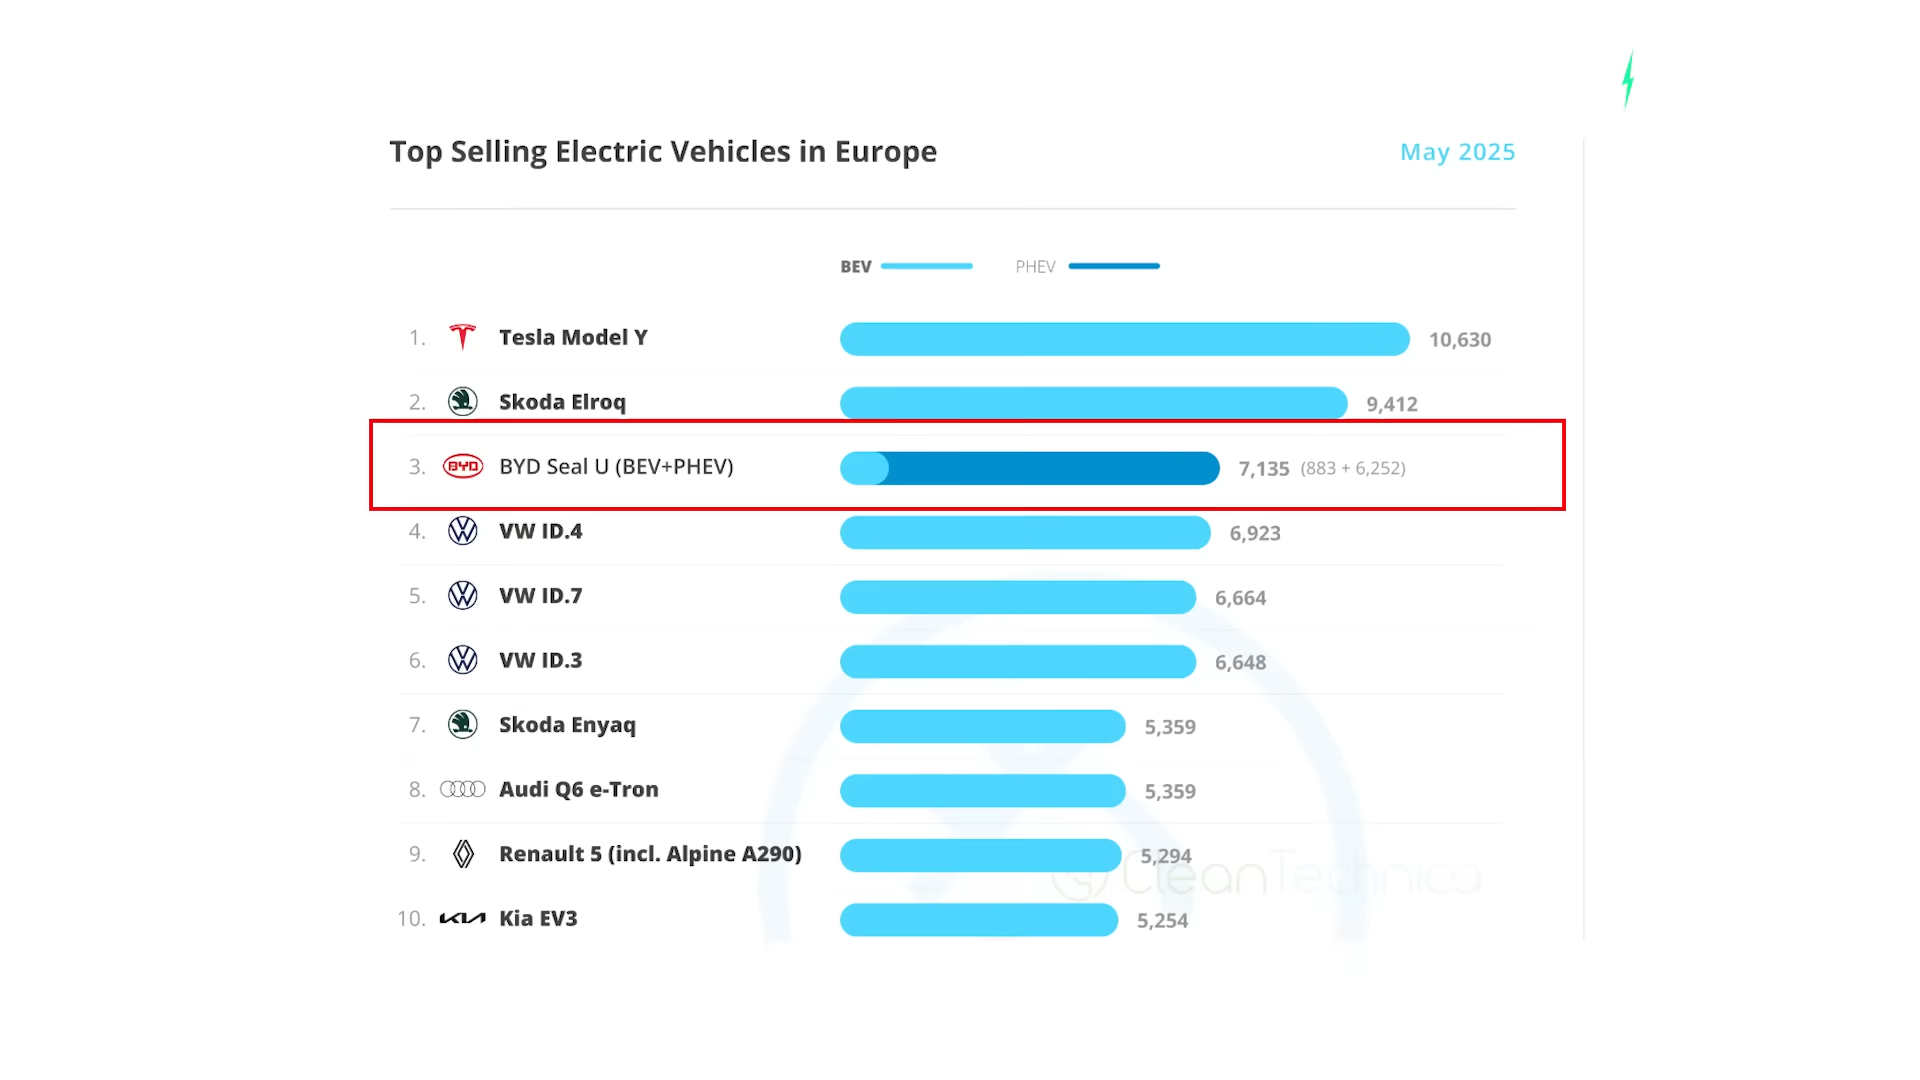 Top Selling Electric Vehicles in Europe
May 2025
BEV
PHEV
1. Tesla Model Y 10,630
2. Skoda Elroq 9,412
3. BYD BYD Seal U (BEV+PHEV) 7,135 (883 + 6,252)
4. VW ID.4 6,923
5. VW ID.7 6,664
6. VW ID.3 6,648
7. Skoda Enyaq 5,359
8. Audi Q6 e-Tron 5,359
9. Renault 5 (incl. Alpine A290) 5,294
CleanTechnica
10. KIA Kia EV3 5,254